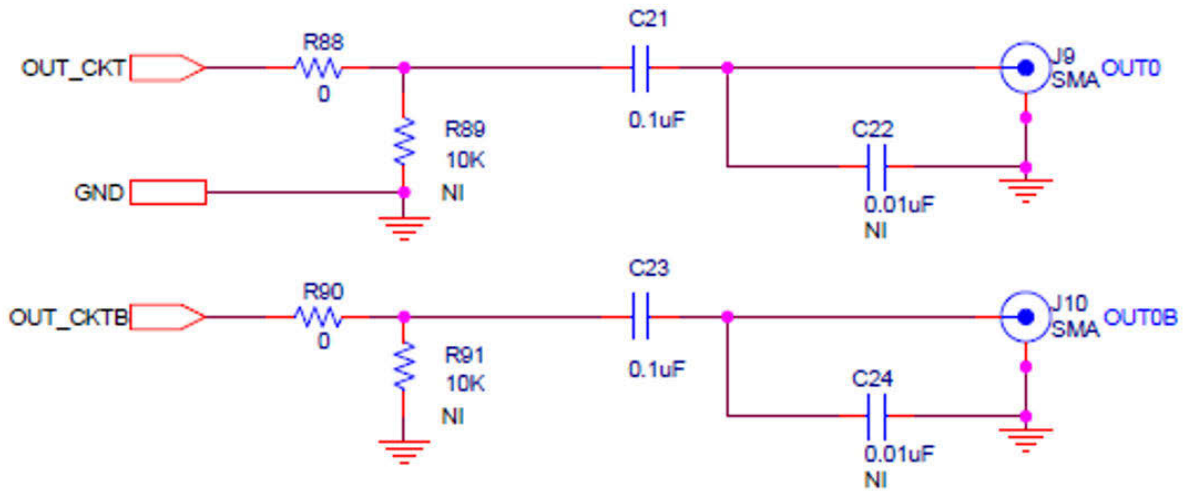 C21
R88
OUT_CKT
0
J9
SMA OUT0
0.1uF
R89
10K
NI
C22
GND
0.01uF
NI
C23
R90
OUT_CKTB
0
J10
SMA OUT0B
R91
10K
NI
0.1uF
C24
0.01uF
NI